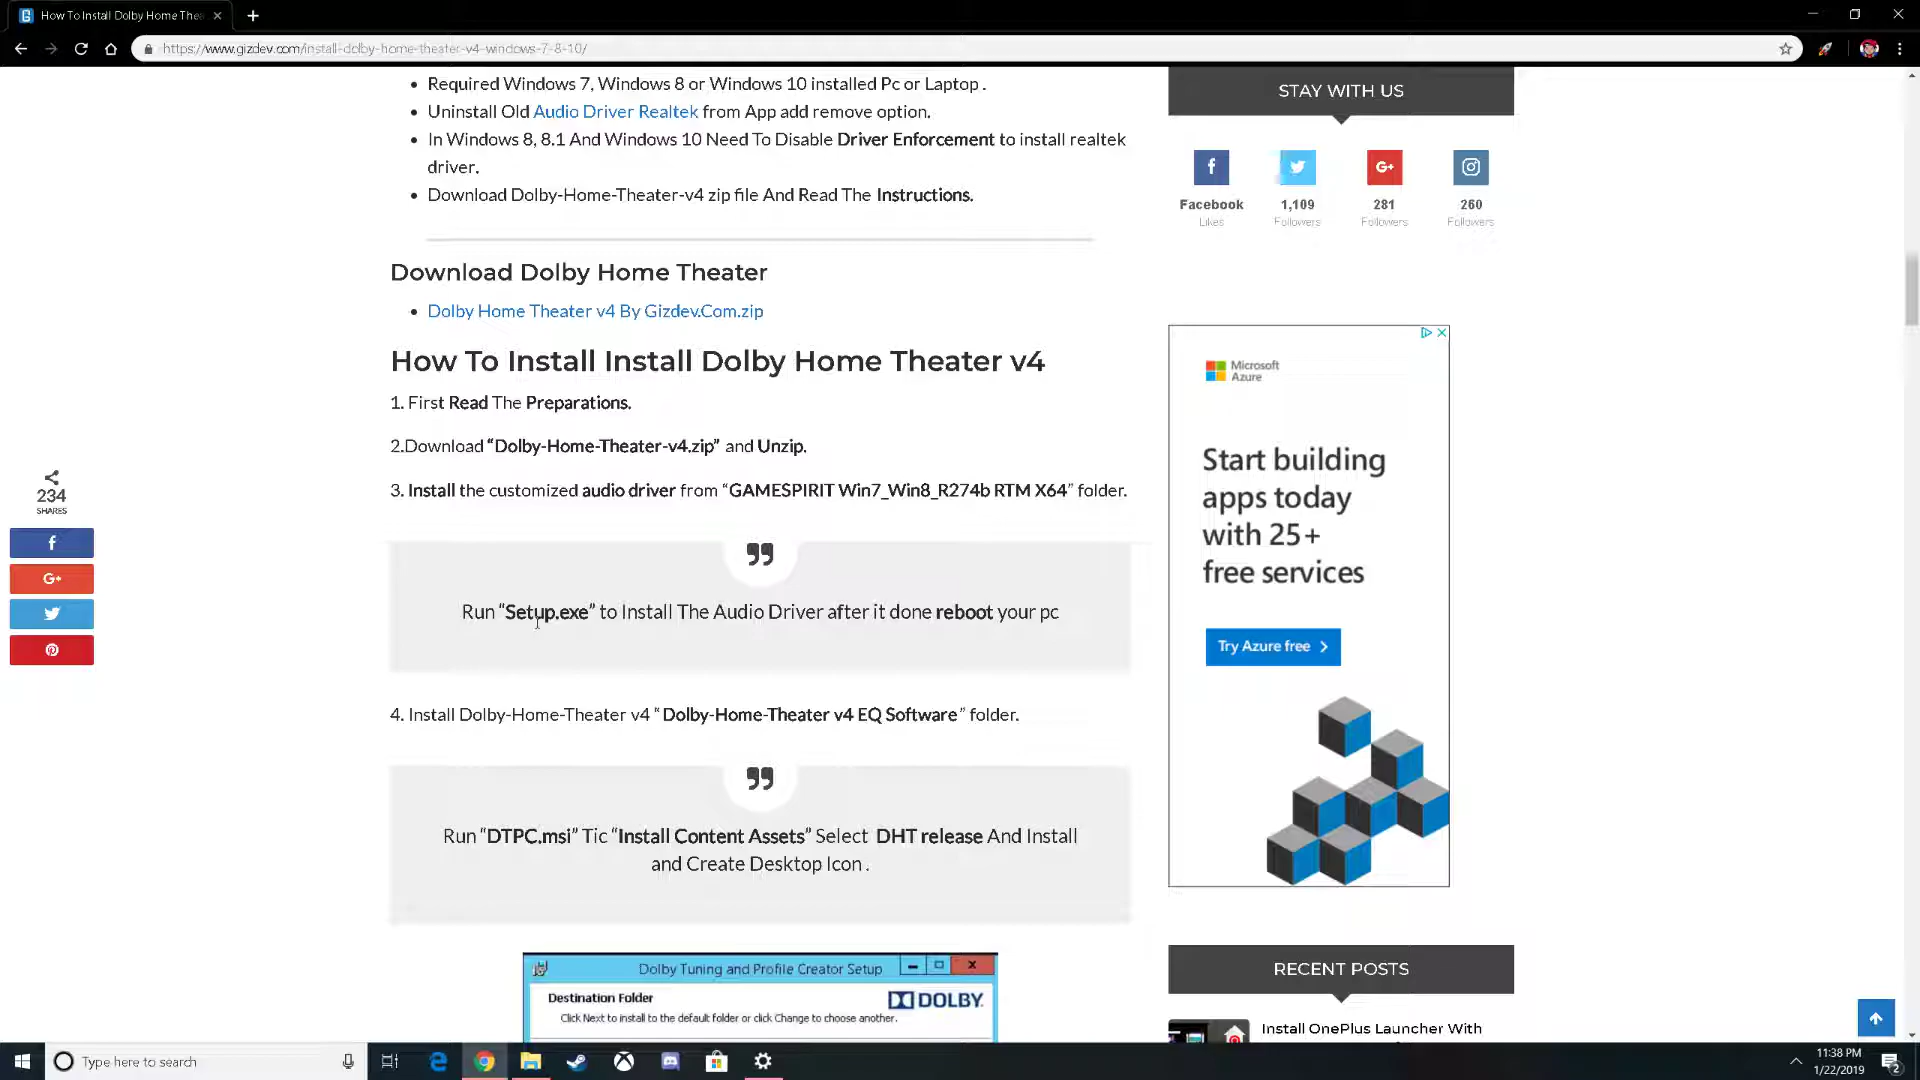 How To Install Dolby Home Thea
https://www.gizdev.com/install-dolby-home-theater-v4-windows-7-8-10/
Required Windows 7, Windows 8 or Windows 10 installed Pc or Laptop .
Uninstall Old Audio Driver Realtek from App add remove option.
In Windows 8, 8.1 And Windows 10 Need To Disable Driver Enforcement to install realtek
driver.
Download Dolby-Home-Theater-v4 zip file And Read The Instructions.
Download Dolby Home Theater
Dolby Home Theater v4 By Gizdev.Com.zip
How To Install Install Dolby Home Theater v4
1. First Read The Preparations.
2.Download “Dolby-Home-Theater-v4.zip” and Unzip.
3. Install the customized audio driver from “GAMESPIRIT Win7_Win8_R274b RTM X64” folder.
Run “Setup.exe” to Install The Audio Driver after it done reboot your pc
4. Install Dolby-Home-Theater v4 “ Dolby-Home-Theater v4 EQ Software ” folder.
Run “DTPC.msi” Tic “Install Content Assets” Select DHT release And Install
and Create Desktop Icon .
Dolby Tuning and Profile Creator Setup
Destination Folder
DOLBY.
Click Next to install to the default folder or click Change to choose another.
234
SHARES
f
G+
STAY WITH US
f
G+
Facebook
1,109
281
260
Likes
Followers
Followers
Followers
Microsoft
Azure
Start building
apps today
with 25+
free services
Try Azure free
RECENT POSTS
Install OnePlus Launcher With
Type here to search
11:38 PM
1/22/2019
2